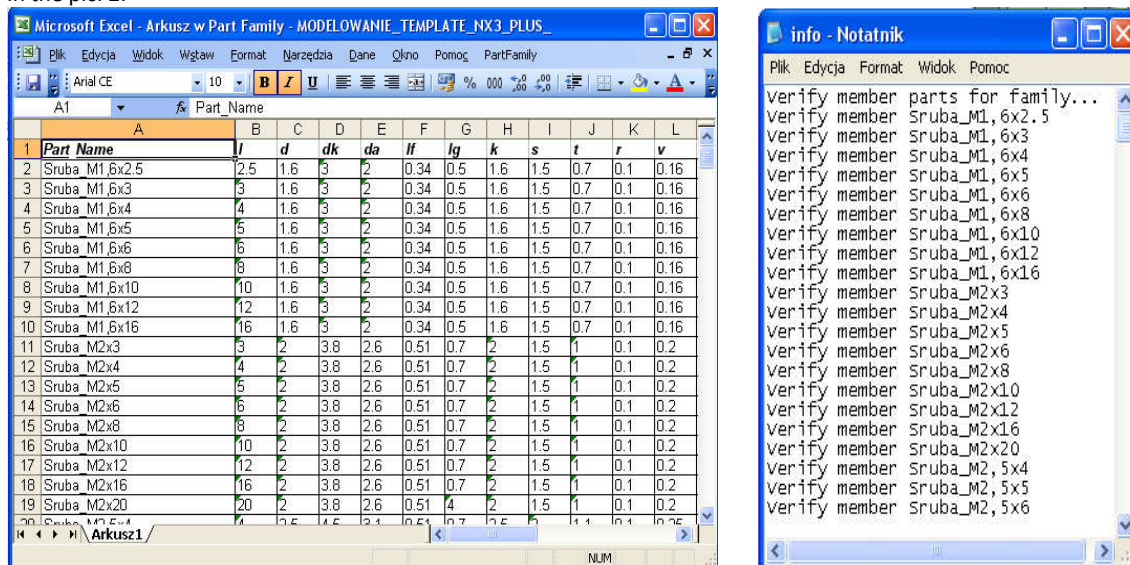 in the pic. 2.
Microsoft Excel - Arkusz w Part Family - MODELOWANIE_TEMPLATE_NX3_PLUS_
Plik Edycja Widok Wstaw Format Narzędzia Dane Okno Pomoc PartFamily
Arial CE 10 B I U % 000
A1 fx Part_Name
A B C D E F G H I J K L
1 Part_Name l d dk da lf lg k s t r v
2 Sruba_M1,6x2.5 2.5 1.6 3 2 0.34 0.5 1.6 1.5 0.7 0.1 0.16
3 Sruba_M1,6x3 3 1.6 3 2 0.34 0.5 1.6 1.5 0.7 0.1 0.16
4 Sruba_M1,6x4 4 1.6 3 2 0.34 0.5 1.6 1.5 0.7 0.1 0.16
5 Sruba_M1,6x5 5 1.6 3 2 0.34 0.5 1.6 1.5 0.7 0.1 0.16
6 Sruba_M1,6x6 6 1.6 3 2 0.34 0.5 1.6 1.5 0.7 0.1 0.16
7 Sruba_M1,6x8 8 1.6 3 2 0.34 0.5 1.6 1.5 0.7 0.1 0.16
8 Sruba_M1,6x10 10 1.6 3 2 0.34 0.5 1.6 1.5 0.7 0.1 0.16
9 Sruba_M1,6x12 12 1.6 3 2 0.34 0.5 1.6 1.5 0.7 0.1 0.16
10 Sruba_M1,6x16 16 1.6 3 2 0.34 0.5 1.6 1.5 0.7 0.1 0.16
11 Sruba_M2x3 3 2 3.8 2.6 0.51 0.7 2 1.5 1 0.1 0.2
12 Sruba_M2x4 4 2 3.8 2.6 0.51 0.7 2 1.5 1 0.1 0.2
13 Sruba_M2x5 5 2 3.8 2.6 0.51 0.7 2 1.5 1 0.1 0.2
14 Sruba_M2x6 6 2 3.8 2.6 0.51 0.7 2 1.5 1 0.1 0.2
15 Sruba_M2x8 8 2 3.8 2.6 0.51 0.7 2 1.5 1 0.1 0.2
16 Sruba_M2x10 10 2 3.8 2.6 0.51 0.7 2 1.5 1 0.1 0.2
17 Sruba_M2x12 12 2 3.8 2.6 0.51 0.7 2 1.5 1 0.1 0.2
18 Sruba_M2x16 16 2 3.8 2.6 0.51 0.7 2 1.5 1 0.1 0.2
19 Sruba_M2x20 20 2 3.8 2.6 0.51 4 2 1.5 1 0.1 0.2
Arkusz1
NUM
info - Notatnik
Plik Edycja Format Widok Pomoc
Verify member parts for family...
Verify member Sruba_M1,6x2.5
Verify member Sruba_M1,6x3
Verify member Sruba_M1,6x4
Verify member Sruba_M1,6x5
Verify member Sruba_M1,6x6
Verify member Sruba_M1,6x8
Verify member Sruba_M1,6x10
Verify member Sruba_M1,6x12
Verify member Sruba_M1,6x16
Verify member Sruba_M2x3
Verify member Sruba_M2x4
Verify member Sruba_M2x5
Verify member Sruba_M2x6
Verify member Sruba_M2x8
Verify member Sruba_M2x10
Verify member Sruba_M2x12
Verify member Sruba_M2x16
Verify member Sruba_M2x20
Verify member Sruba_M2,5x4
Verify member Sruba_M2,5x5
Verify member Sruba_M2,5x6